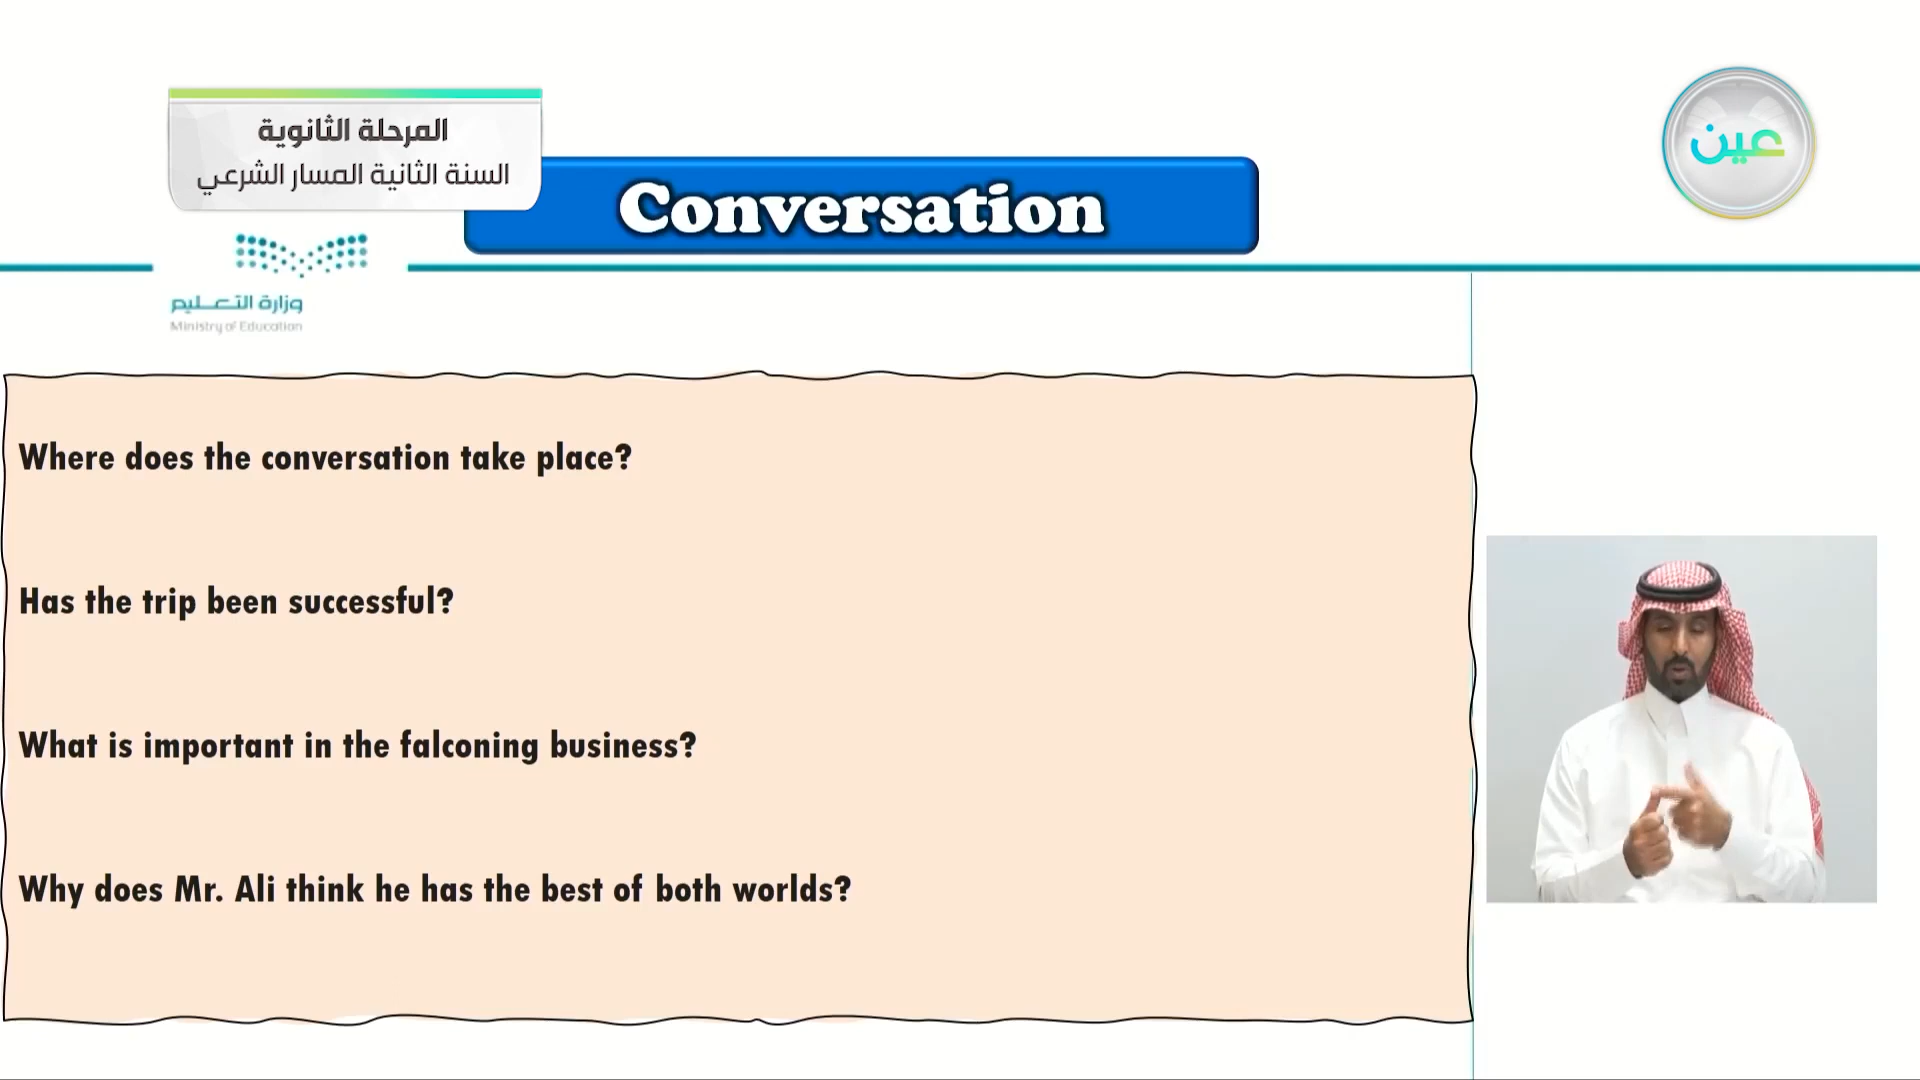 المرحلة الثانوية
السنة الثانية المسار الشرعي
عين
Conversation
وزارة التعليم
Ministry of Education
Where does the conversation take place?
Has the trip been successful?
What is important in the falconing business?
Why does Mr. Ali think he has the best of both worlds?